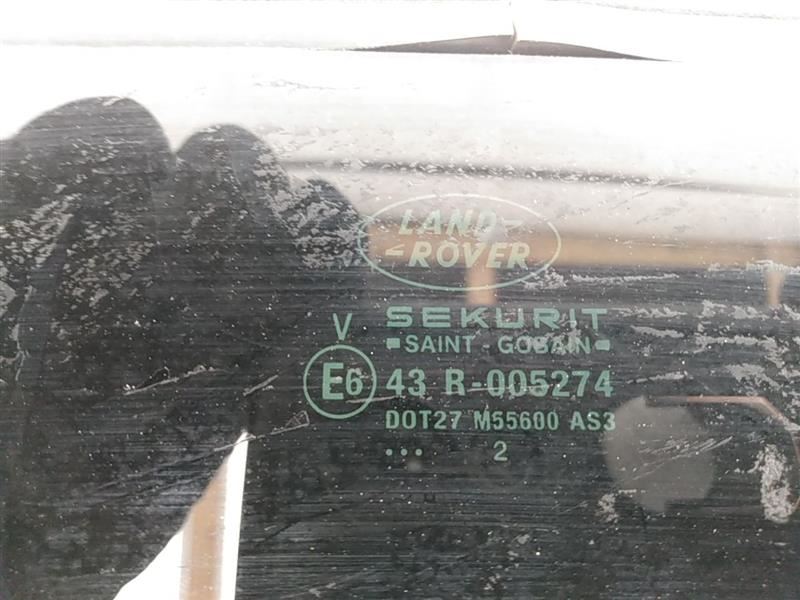 LAND-
-ROVER
SEKURIT
V
SAINT-GOBAIN
E6 43 R-005274
DOT27 M55600 AS3
••• 2